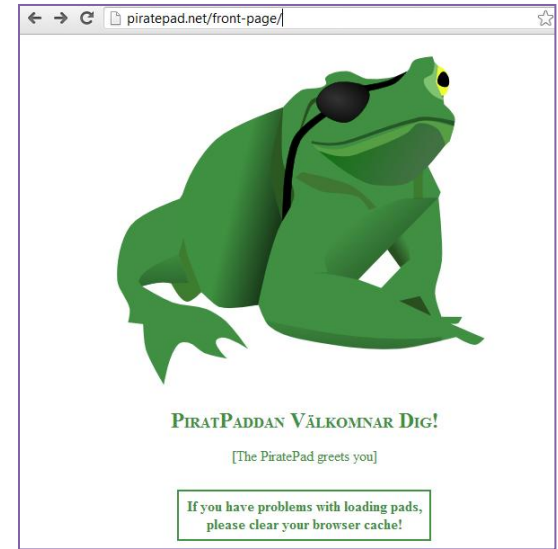 piratepad.net/front-page/
PiratPaddan Välkomnar Dig!
[The PiratePad greets you]
If you have problems with loading pads,
please clear your browser cache!